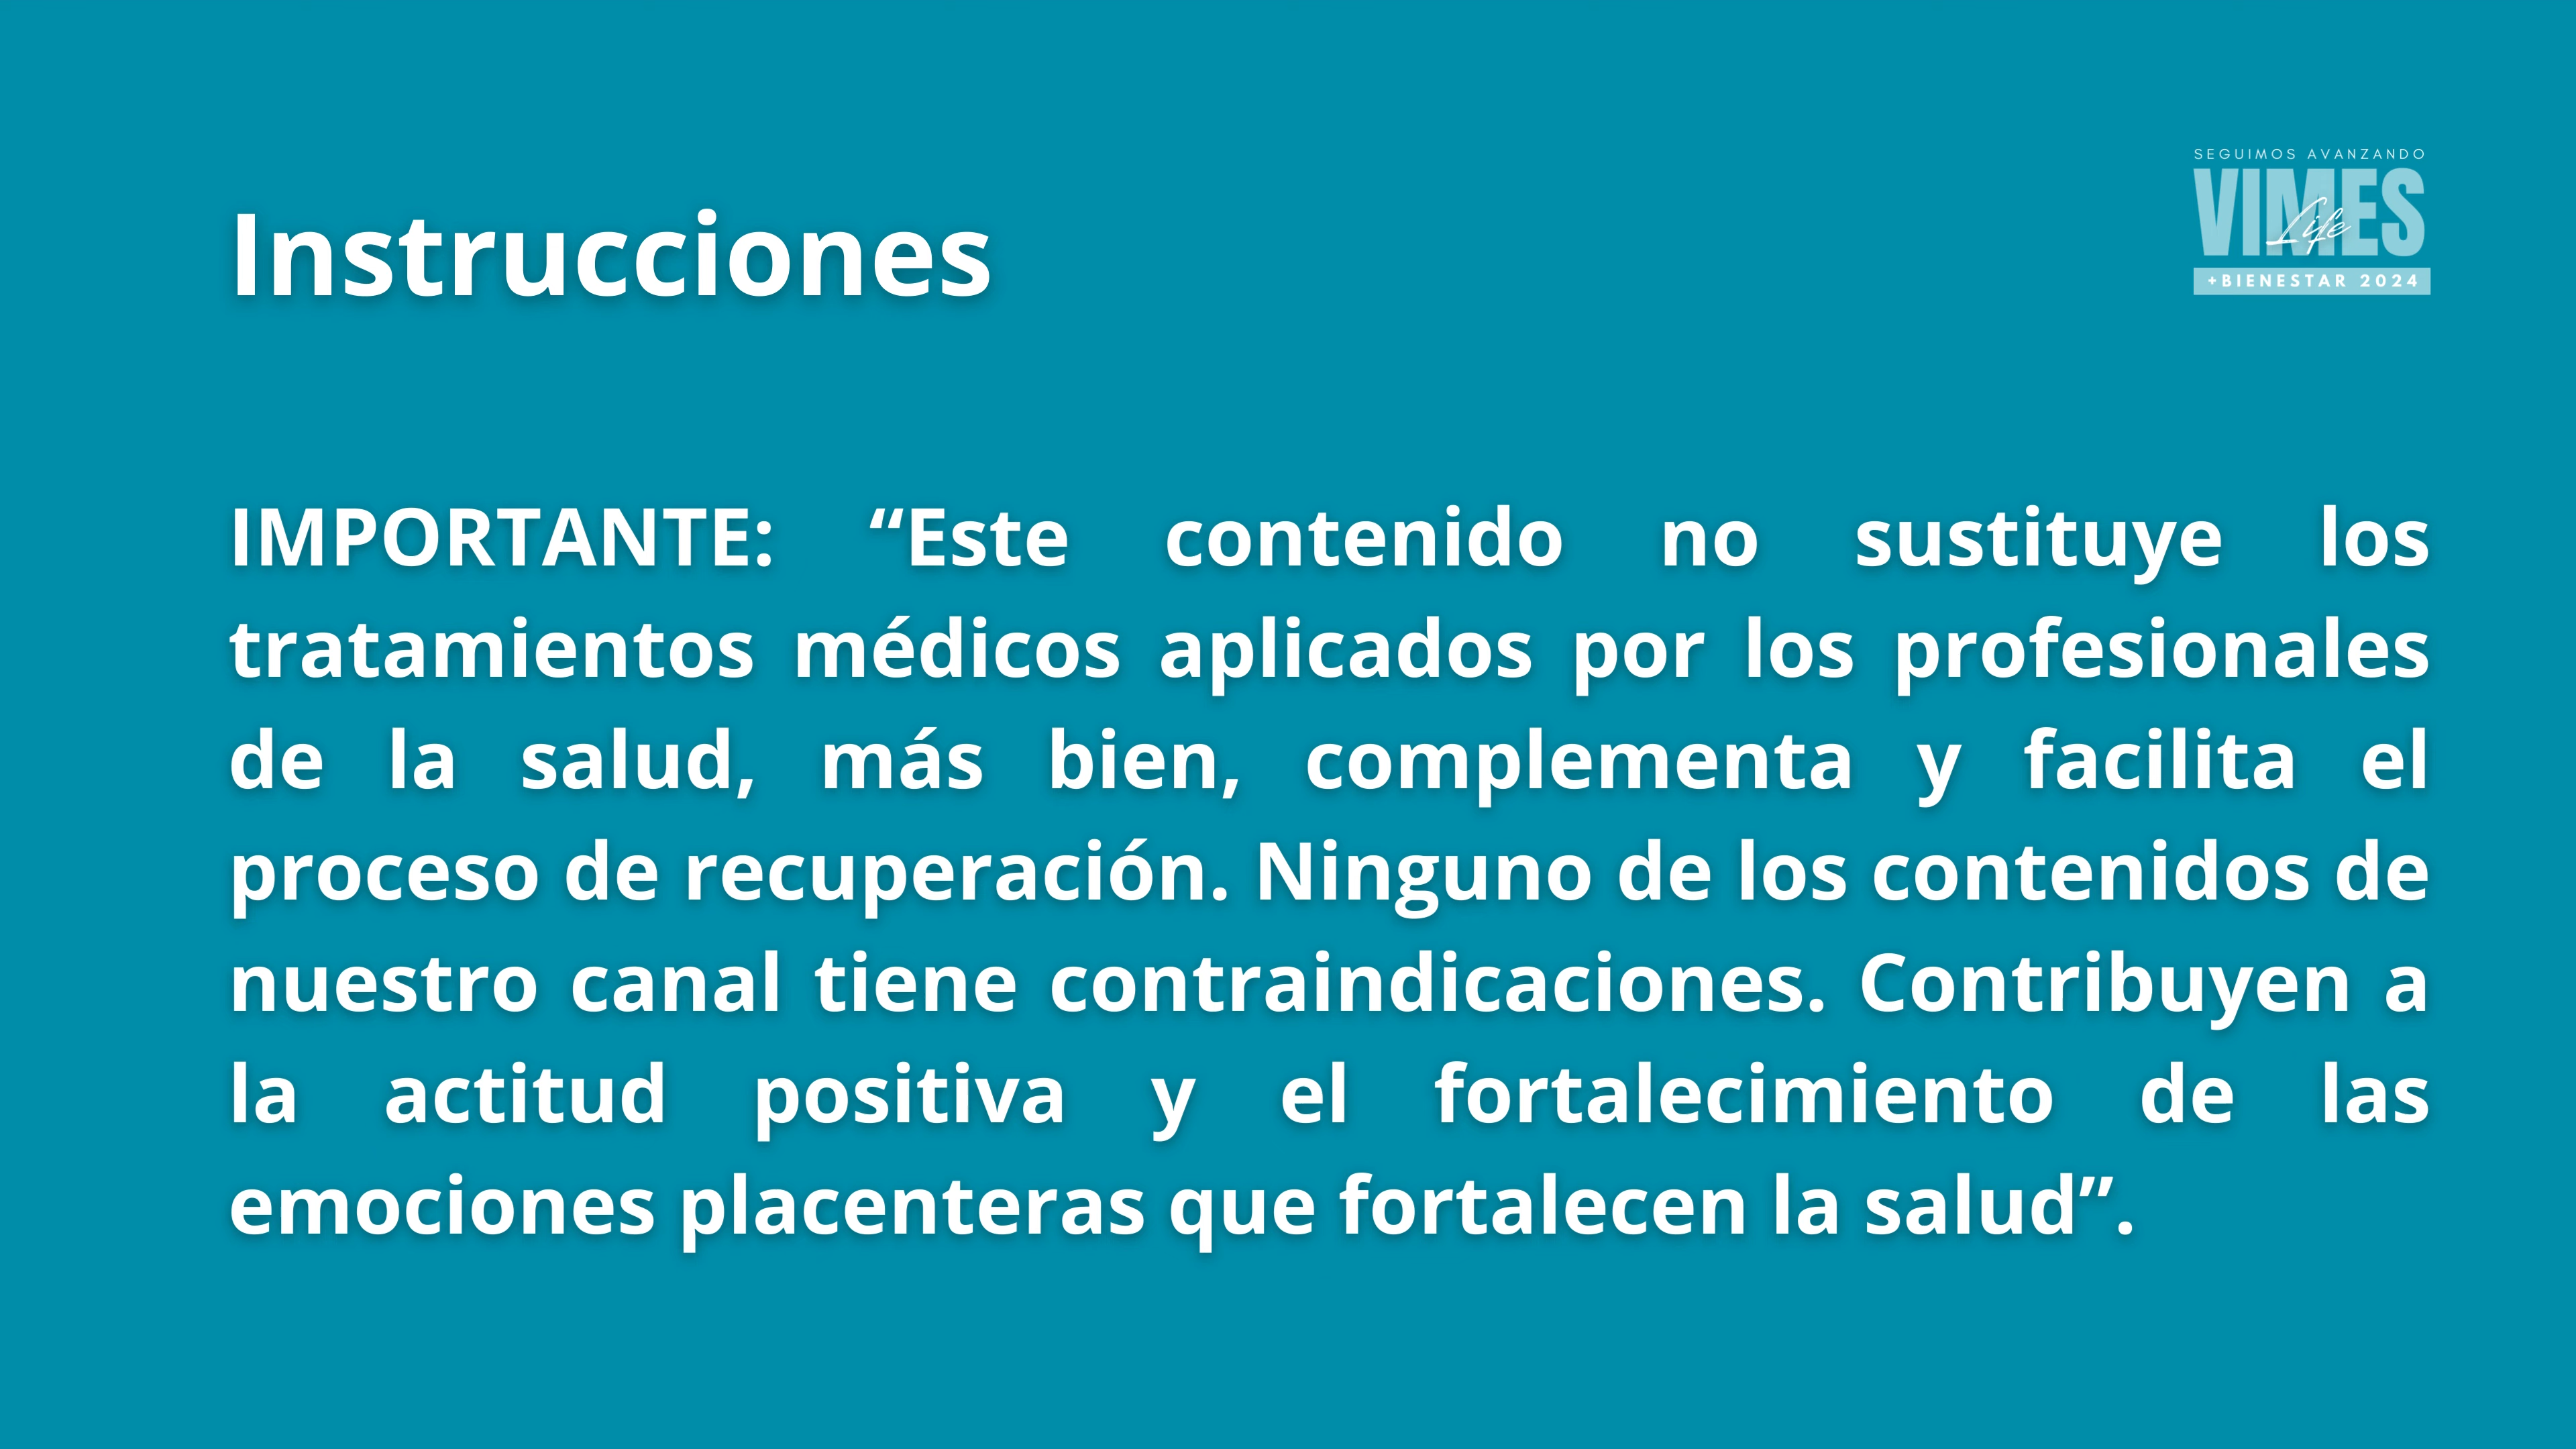 SEGUIMOS AVANZANDO
VIMES
Life
+BIENESTAR 2024
Instrucciones
IMPORTANTE: “Este contenido no sustituye los
tratamientos médicos aplicados por los profesionales
de la salud, más bien, complementa y facilita el
proceso de recuperación. Ninguno de los contenidos de
nuestro canal tiene contraindicaciones. Contribuyen a
la actitud positiva y el fortalecimiento de las
emociones placenteras que fortalecen la salud”.